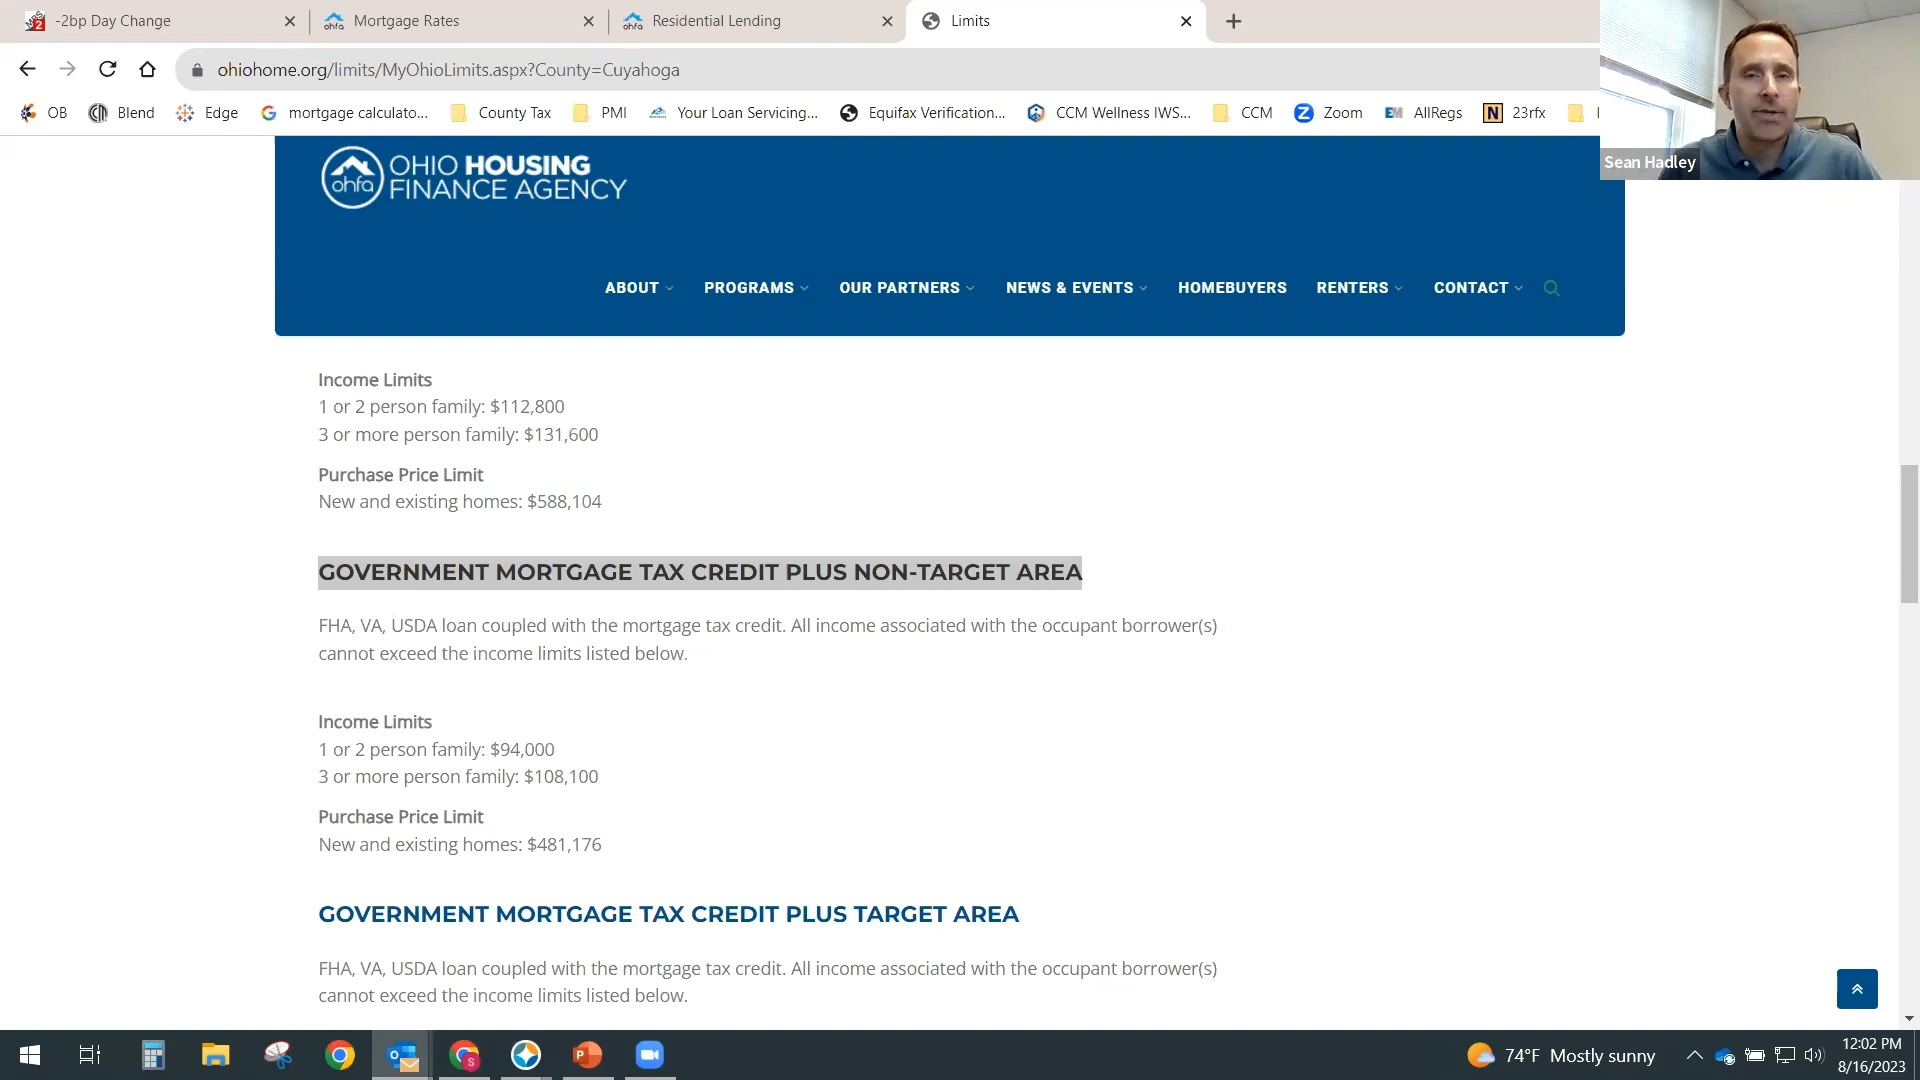 -2bp Day Change
Mortgage Rates
Residential Lending
Limits
ohiohome.org/limits/MyOhioLimits.aspx?County=Cuyahoga
OB
Blend
Edge
mortgage calculato...
County Tax
PMI
Your Loan Servicing...
Equifax Verification...
CCM Wellness IWS...
CCM
Zoom
AllRegs
23rfx
Sean Hadley
ohfa
OHIO HOUSING
FINANCE AGENCY
ABOUT
PROGRAMS
OUR PARTNERS
NEWS & EVENTS
HOMEBUYERS
RENTERS
CONTACT
Income Limits
1 or 2 person family: $112,800
3 or more person family: $131,600
Purchase Price Limit
New and existing homes: $588,104
GOVERNMENT MORTGAGE TAX CREDIT PLUS NON-TARGET AREA
FHA, VA, USDA loan coupled with the mortgage tax credit. All income associated with the occupant borrower(s)
cannot exceed the income limits listed below.
Income Limits
1 or 2 person family: $94,000
3 or more person family: $108,100
Purchase Price Limit
New and existing homes: $481,176
GOVERNMENT MORTGAGE TAX CREDIT PLUS TARGET AREA
FHA, VA, USDA loan coupled with the mortgage tax credit. All income associated with the occupant borrower(s)
cannot exceed the income limits listed below.
74°F Mostly sunny
12:02 PM
8/16/2023